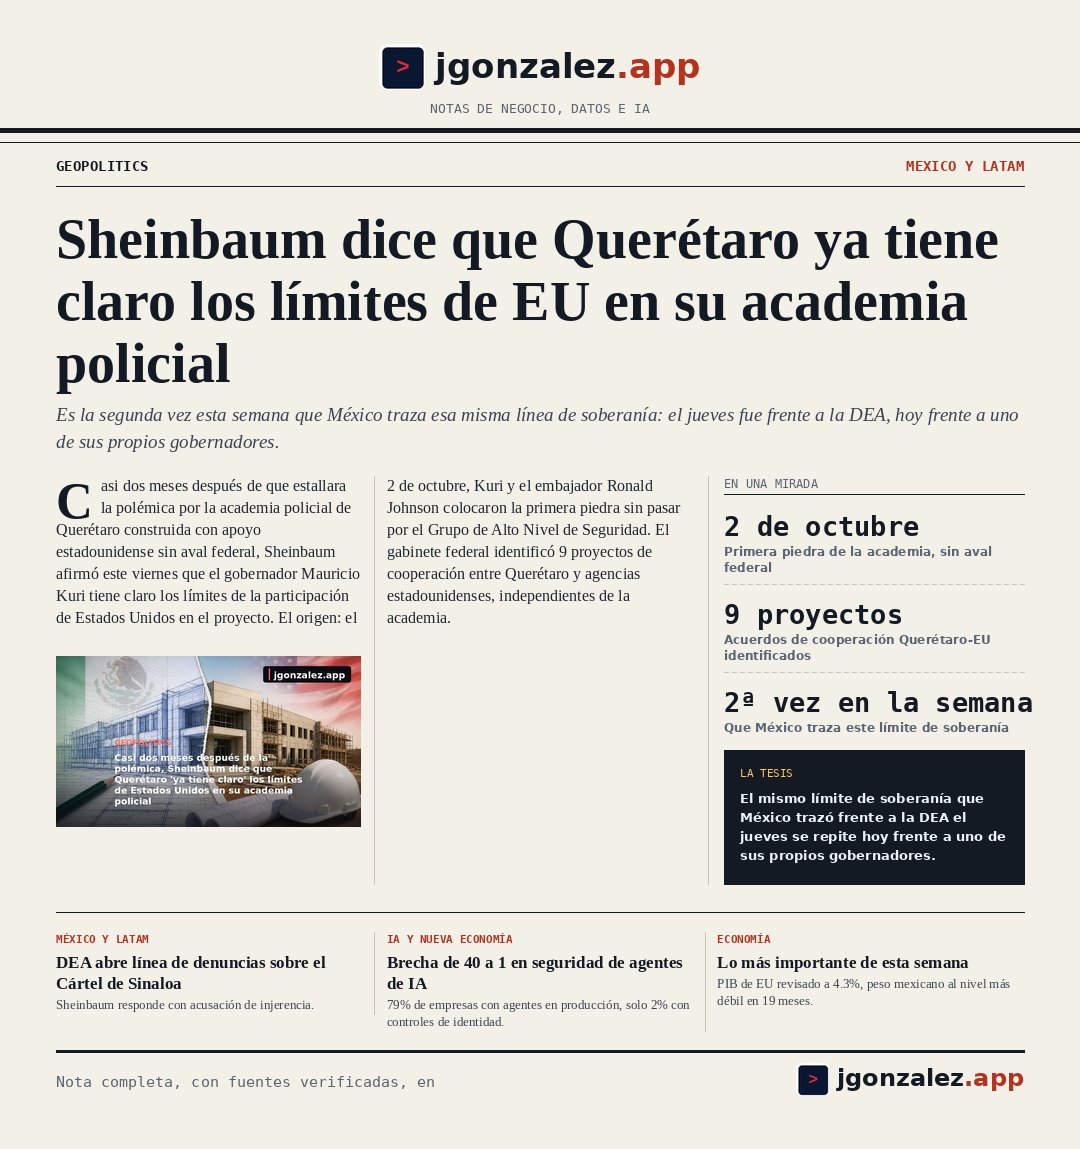 > jgonzalez.app
NOTAS DE NEGOCIO, DATOS E IA
GEOPOLITICS
MEXICO Y LATAM
Sheinbaum dice que Querétaro ya tiene
claro los límites de EU en su academia
policial
Es la segunda vez esta semana que México traza esa misma línea de soberanía: el jueves fue frente a la DEA, hoy frente a uno
de sus propios gobernadores.
Casi dos meses después de que estallara
la polémica por la academia policial de
Querétaro construida con apoyo
estadounidense sin aval federal, Sheinbaum
afirmó este viernes que el gobernador Mauricio
Kuri tiene claro los límites de la participación
de Estados Unidos en el proyecto. El origen: el
jgonzalez.app
GEOPOLITICS
Casi dos meses después de la
polémica, Sheinbaum dice que
Querétaro 'ya tiene claro' los límites
de Estados Unidos en su academia
policial
2 de octubre, Kuri y el embajador Ronald
Johnson colocaron la primera piedra sin pasar
por el Grupo de Alto Nivel de Seguridad. El
gabinete federal identificó 9 proyectos de
cooperación entre Querétaro y agencias
estadounidenses, independientes de la
academia.
EN UNA MIRADA
2 de octubre
Primera piedra de la academia, sin aval
federal
9 proyectos
Acuerdos de cooperación Querétaro-EU
identificados
2ª vez en la semana
Que México traza este límite de soberanía
LA TESIS
El mismo límite de soberanía que
México trazó frente a la DEA el
jueves se repite hoy frente a uno de
sus propios gobernadores.
MÉXICO Y LATAM
DEA abre línea de denuncias sobre el
Cártel de Sinaloa
Sheinbaum responde con acusación de injerencia.
IA Y NUEVA ECONOMÍA
Brecha de 40 a 1 en seguridad de agentes
de IA
79% de empresas con agentes en producción, solo 2% con
controles de identidad.
ECONOMÍA
Lo más importante de esta semana
PIB de EU revisado a 4.3%, peso mexicano al nivel más
débil en 19 meses.
Nota completa, con fuentes verificadas, en
> jgonzalez.app